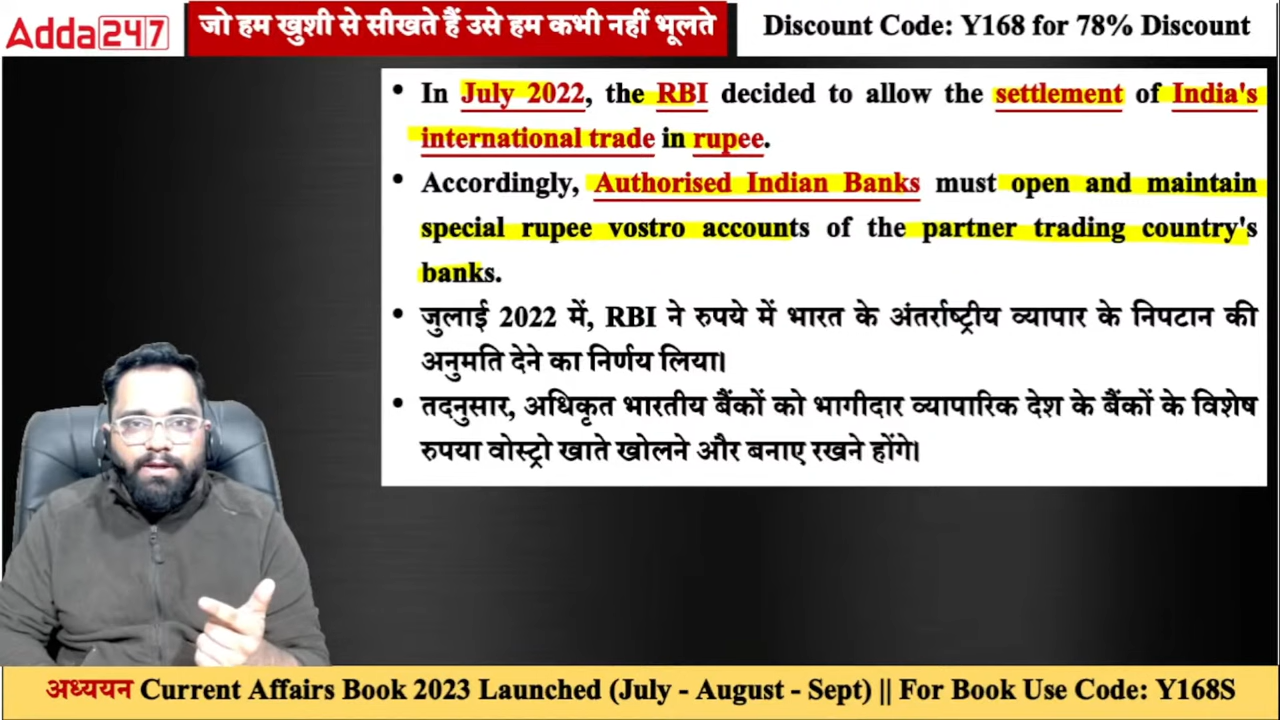 Adda247
जो हम खुशी से सीखते हैं उसे हम कभी नहीं भूलते
Discount Code: Y168 for 78% Discount
• In July 2022, the RBI decided to allow the settlement of India's
international trade in rupee.
• Accordingly, Authorised Indian Banks must open and maintain
special rupee vostro accounts of the partner trading country's
banks.
• जुलाई 2022 में, RBI ने रुपये में भारत के अंतर्राष्ट्रीय व्यापार के निपटान की
अनुमति देने का निर्णय लिया।
• तदनुसार, अधिकृत भारतीय बैंकों को भागीदार व्यापारिक देश के बैंकों के विशेष
रुपया वोस्ट्रो खाते खोलने और बनाए रखने होंगे।
अध्ययन Current Affairs Book 2023 Launched (July - August - Sept) || For Book Use Code: Y168S